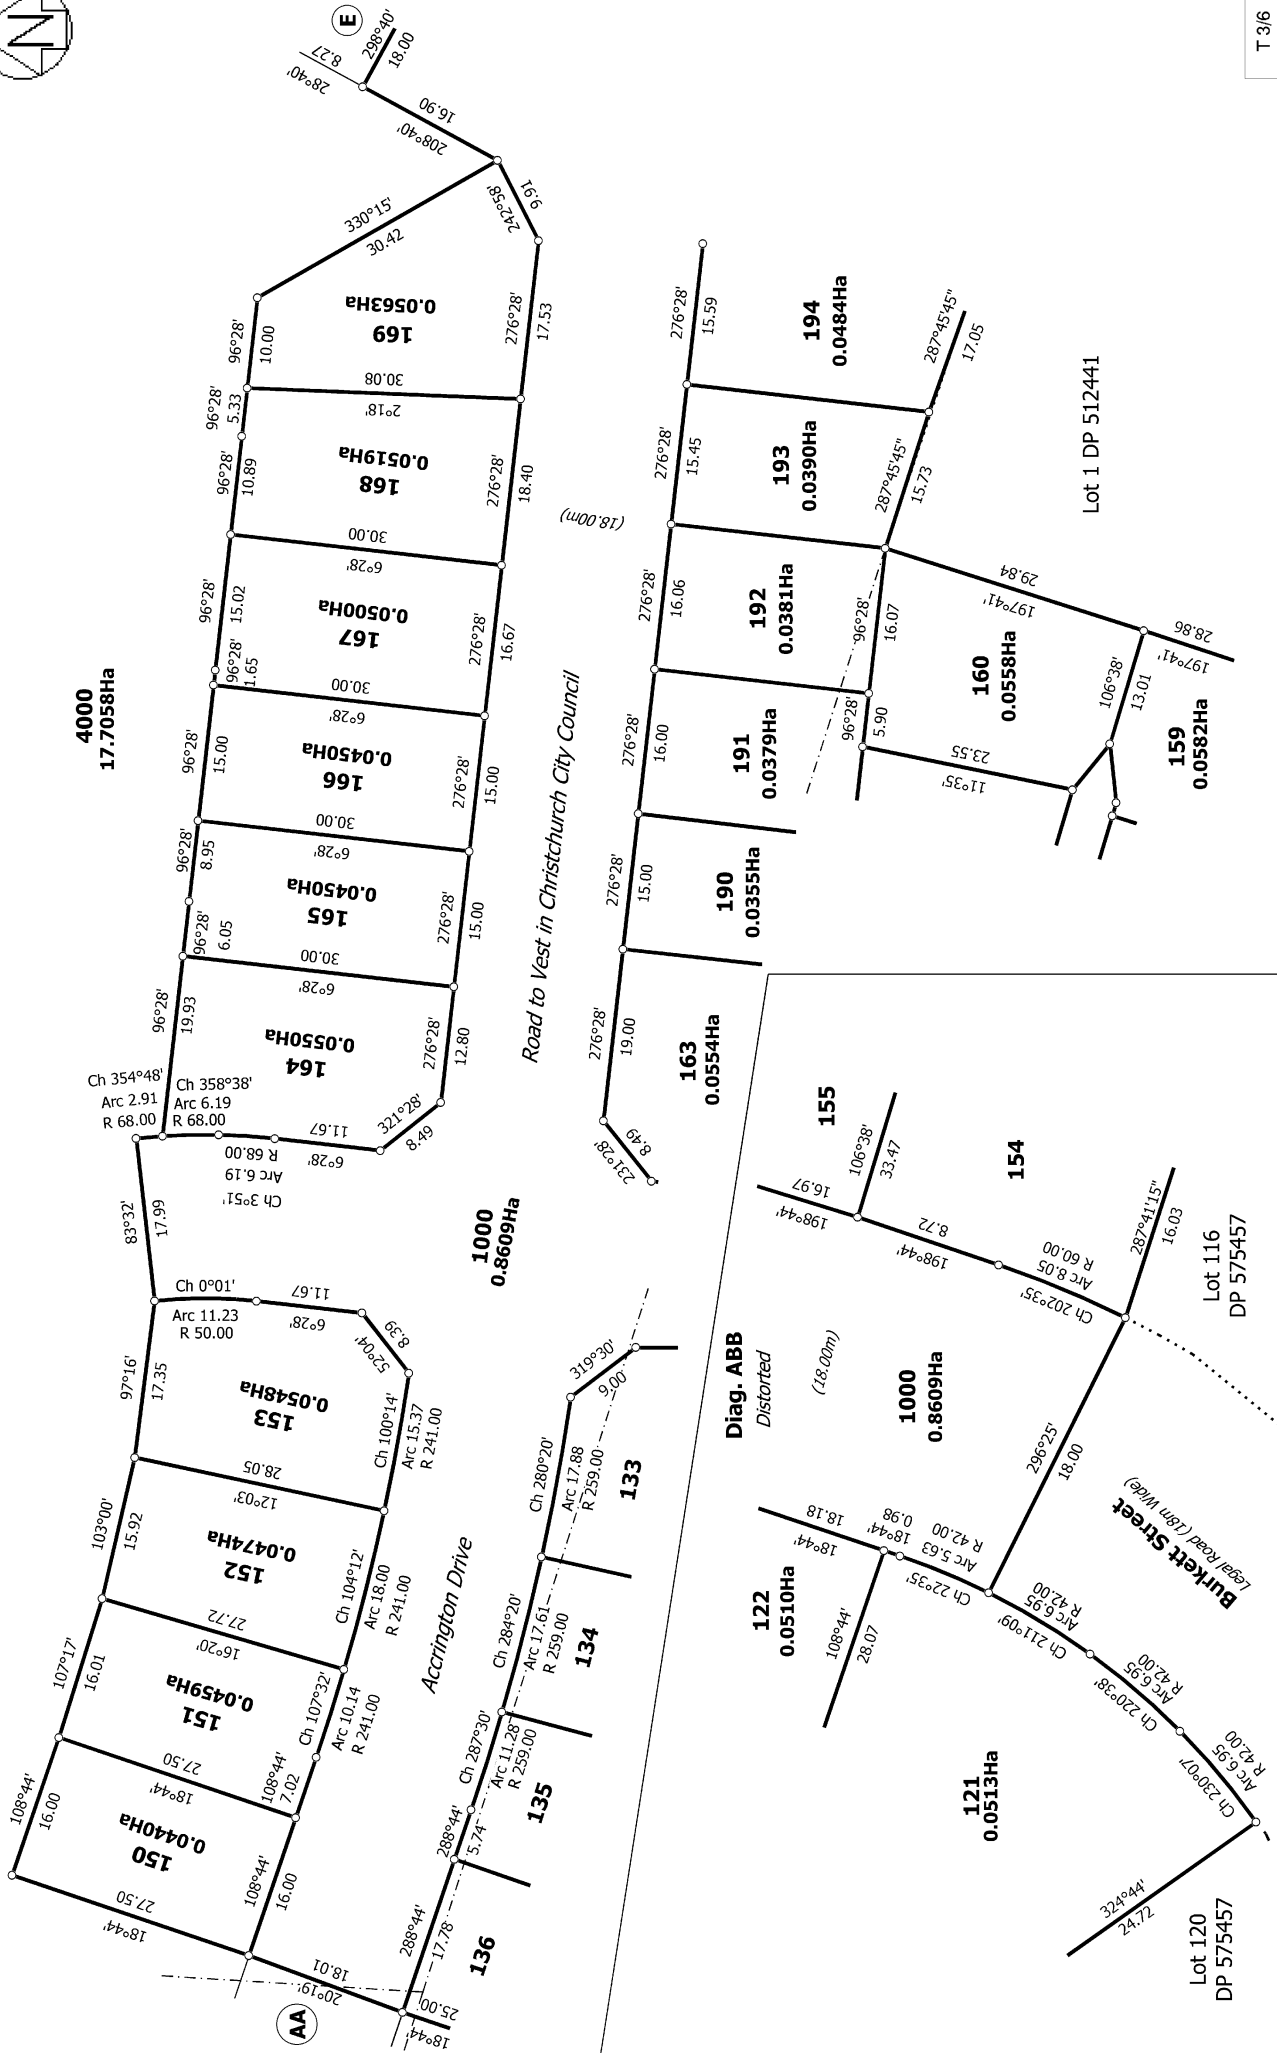 N
T 3/6
E
298°40'
18.00
8.27
28°40'
16.90
208°40'
9.91
242°58'
330°15'
30.42
4000
17.7058Ha
96°28'
10.00
169
0.0563Ha
276°28'
17.53
30.08
2°18'
96°28'
5.33
96°28'
10.89
168
0.0519Ha
276°28'
18.40
30.00
6°28'
96°28'
15.02
96°28'
1.65
167
0.0500Ha
276°28'
16.67
30.00
6°28'
96°28'
15.00
166
0.0450Ha
276°28'
15.00
30.00
6°28'
96°28'
8.95
96°28'
6.05
165
0.0450Ha
276°28'
15.00
30.00
6°28'
96°28'
19.93
164
0.0550Ha
276°28'
12.80
321°28'
8.49
11.67
6°28'
Ch 354°48'
Arc 2.91
R 68.00
Ch 358°38'
Arc 6.19
R 68.00
R 68.00
Arc 6.19
Ch 3°51'
83°32'
17.99
1000
0.8609Ha
Road to Vest in Christchurch City Council
(18.00m)
Ch 0°01'
Arc 11.23
R 50.00
11.67
6°28'
8.39
52°04'
97°16'
17.35
153
0.0548Ha
Ch 100°14'
Arc 15.37
R 241.00
28.05
12°03'
103°00'
15.92
152
0.0474Ha
Ch 104°12'
Arc 18.00
R 241.00
27.72
16°20'
107°17'
16.01
151
0.0459Ha
Ch 107°32'
Arc 10.14
R 241.00
108°44'
7.02
27.50
18°44'
108°44'
16.00
150
0.0440Ha
108°44'
16.00
27.50
18°44'
18.01
20°19'
AA
Accrington Drive
25.00
18°44'
288°44'
17.78
136
288°44'
5.74
135
Ch 287°30'
Arc 11.28
R 259.00
134
Ch 284°20'
Arc 17.61
R 259.00
133
Ch 280°20'
Arc 17.88
R 259.00
319°30'
9.00
231°28'
8.49
163
0.0554Ha
276°28'
19.00
190
0.0355Ha
276°28'
15.00
191
0.0379Ha
276°28'
16.00
192
0.0381Ha
276°28'
16.06
193
0.0390Ha
276°28'
15.45
194
0.0484Ha
276°28'
15.59
287°45'45"
17.05
287°45'45"
15.73
96°28'
16.07
96°28'
5.90
160
0.0558Ha
29.84
197°41'
23.55
11°35'
106°38'
13.01
28.86
197°41'
159
0.0582Ha
Lot 1 DP 512441
Diag. ABB
Distorted
(18.00m)
155
154
106°38'
33.47
16.97
198°44'
8.72
198°44'
R 60.00
Arc 8.05
Ch 202°35'
287°41'15"
16.03
Lot 116
DP 575457
1000
0.8609Ha
296°25'
18.00
Burkett Street
Legal Road (18m Wide)
18.18
18°44'
0.98
18°44'
R 42.00
Arc 5.63
Ch 22°35'
122
0.0510Ha
108°44'
28.07
R 42.00
Arc 6.95
Ch 211°09'
R 42.00
Arc 6.95
Ch 220°38'
R 42.00
Arc 6.95
Ch 230°07'
121
0.0513Ha
324°44'
24.72
Lot 120
DP 575457